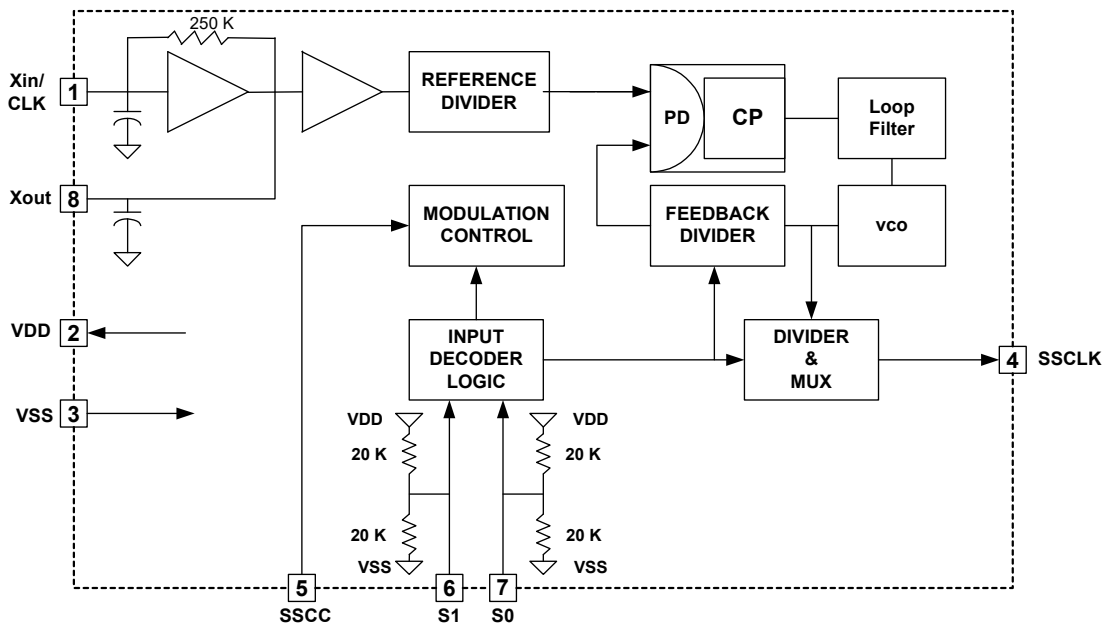 250 K
Xin/
CLK
1
REFERENCE
DIVIDER
PD
CP
Loop
Filter
Xout
8
MODULATION
CONTROL
FEEDBACK
DIVIDER
vco
VDD
2
INPUT
DECODER
LOGIC
DIVIDER
&
MUX
4
SSCLK
VSS
3
VDD
VDD
20 K
20 K
20 K
20 K
VSS
VSS
5
6
7
SSCC
S1
S0